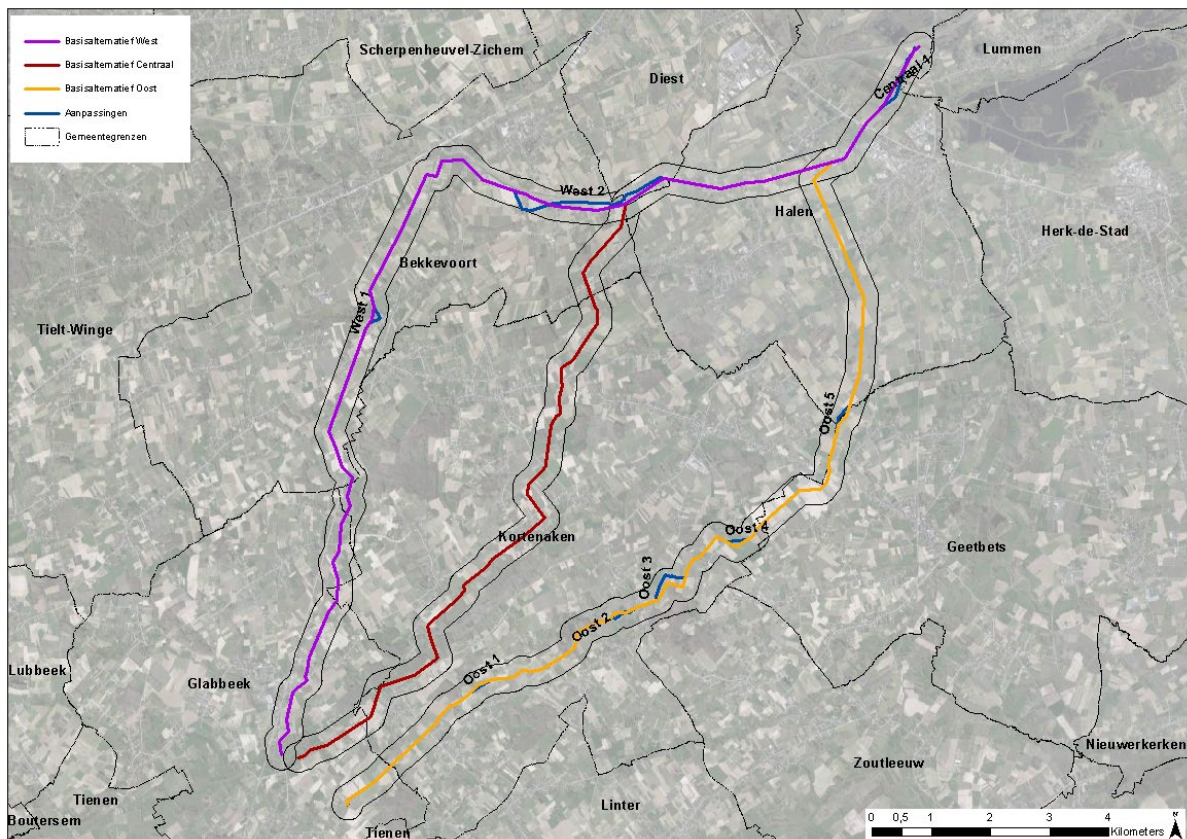 Basisalternatief West
Basisalternatief Centraal
Basisalternatief Oost
Aanpassingen
Gemeentegrenzen
Scherpenheuvel-Zichem
Lummen
Diest
Centraal 1
West 2
Halen
Herk-de-Stad
Bekkevoort
West 1
Tielt-Winge
Oost 5
Kortenaken
Oost 4
Geetbets
Oost 3
Oost 2
Lubbeek
Glabbeek
Oost 1
Nieuwerkerken
Zoutleeuw
Tienen
Linter
Boutersem
Tienen
0 0,5 1 2 3 4
Kilometers